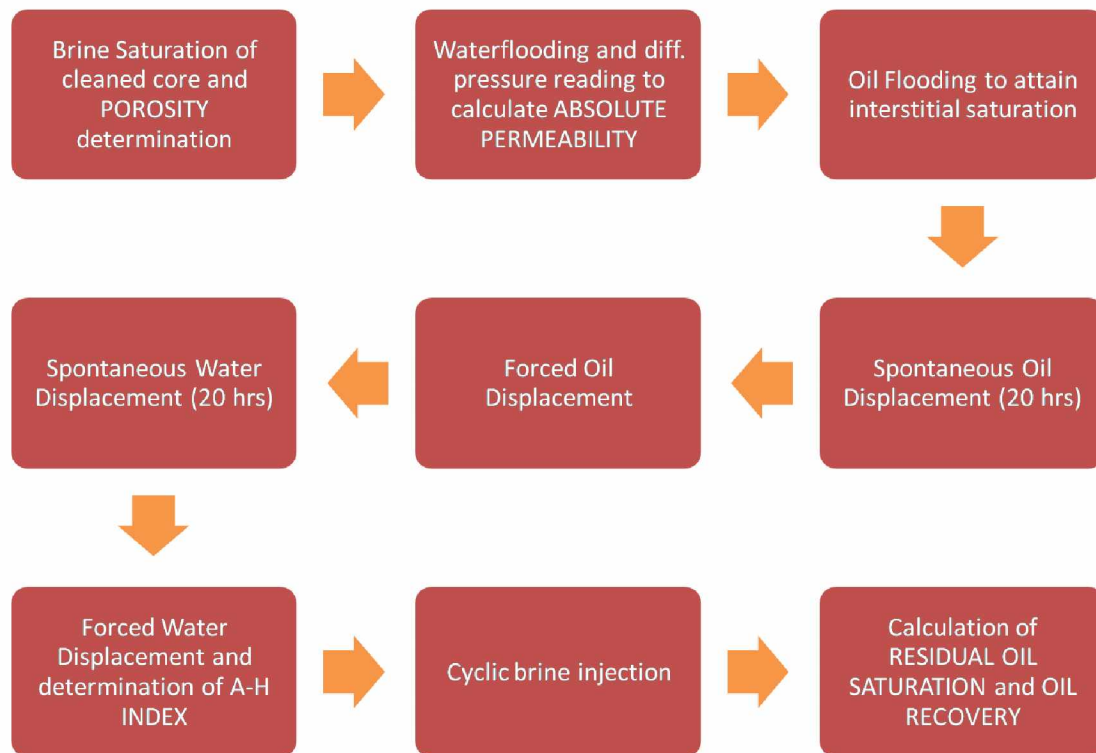 Brine Saturation of
cleaned core and
POROSITY
determination
Waterflooding and diff.
pressure reading to
calculate ABSOLUTE
PERMEABILITY
Oil Flooding to attain
interstitial saturation
Spontaneous Oil
Displacement (20 hrs)
Forced Oil
Displacement
Spontaneous Water
Displacement (20 hrs)
Forced Water
Displacement and
determination of A-H
INDEX
Cyclic brine injection
Calculation of
RESIDUAL OIL
SATURATION and OIL
RECOVERY